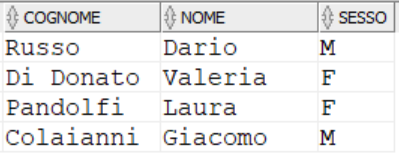 COGNOME NOME SESSO
Russo Dario M
Di Donato Valeria F
Pandolfi Laura F
Colaianni Giacomo M